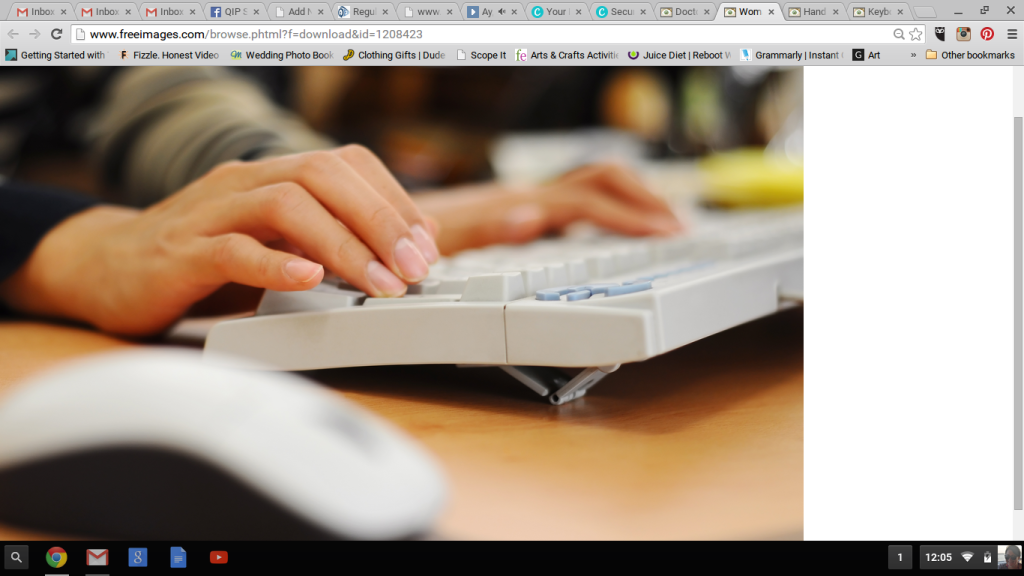 Inbox Inbox Inbox QIP S Add N Regul www. Ay Your Secur Docto Wom Hand Keyb
www.freeimages.com/browse.phtml?f=download&id=1208423
Getting Started with Fizzle. Honest Video Wedding Photo Book Clothing Gifts | Dude Scope It Arts & Crafts Activitie Juice Diet | Reboot W Grammarly | Instant Art » Other bookmarks
1 12:05